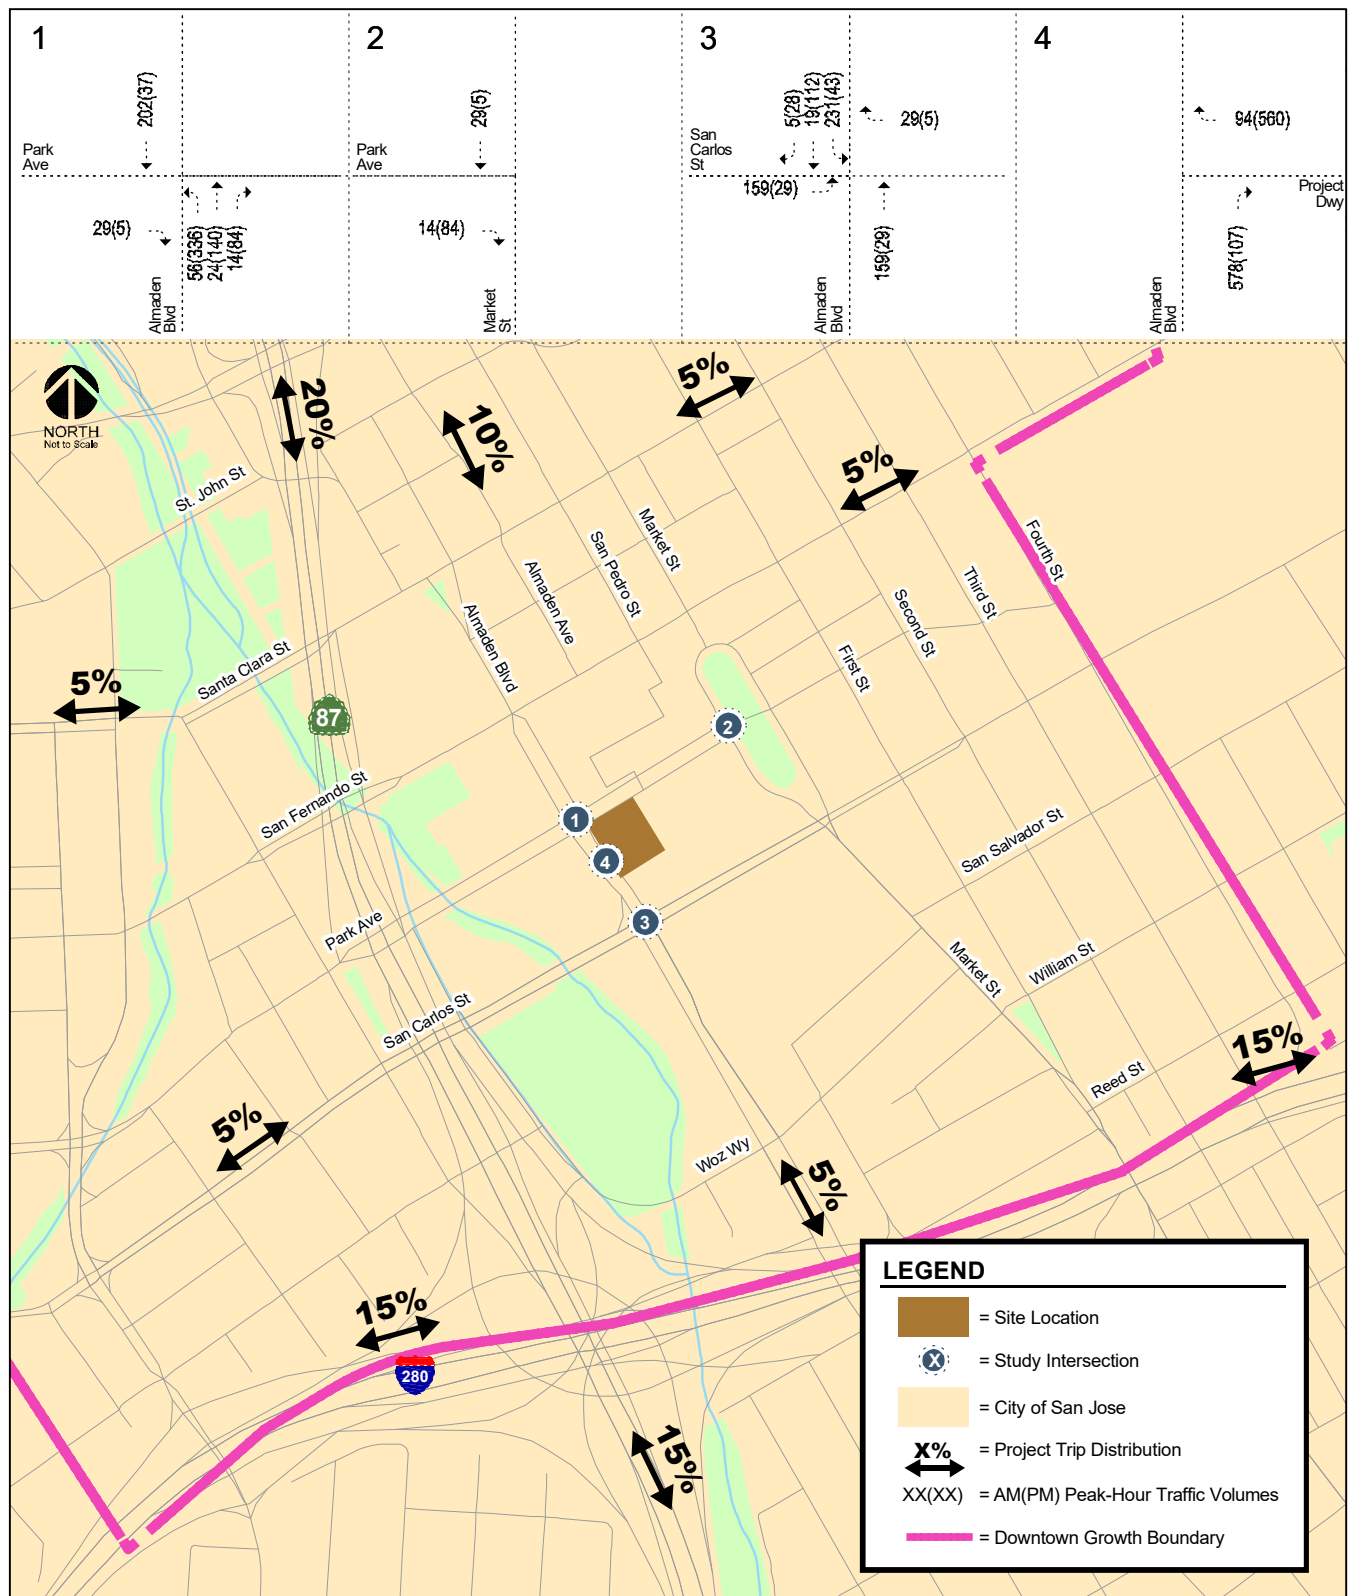 1
2
3
4
202(37)
Park
Ave
29(5)
56(336)
24(140)
14(84)
Almaden
Blvd
29(5)
Park
Ave
14(84)
Market
St
5(28)
19(112)
231(43)
29(5)
San
Carlos
St
159(29)
159(29)
Almaden
Blvd
94(560)
Project
Dwy
578(107)
Almaden
Blvd
NORTH
Not to Scale
20%
10%
5%
5%
St. John St
Market St
San Pedro St
Almaden Ave
Almaden Blvd
Fourth St
Third St
Second St
First St
Santa Clara St
5%
87
2
San Fernando St
1
4
3
San Salvador St
Park Ave
Market St
William St
San Carlos St
15%
Reed St
5%
Woz Wy
5%
15%
280
15%
LEGEND
= Site Location
X = Study Intersection
= City of San Jose
X% = Project Trip Distribution
XX(XX) = AM(PM) Peak-Hour Traffic Volumes
= Downtown Growth Boundary